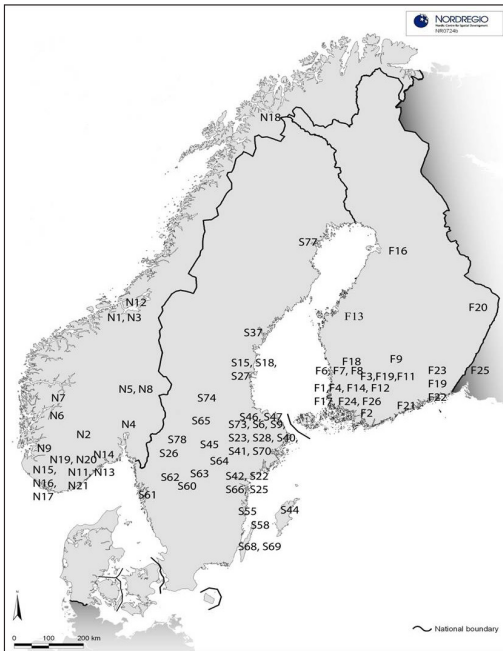 NORDREGIO
Nordic Centre for Spatial Development
NR0724b
N18
S77
F16
N12
N1, N3
F13
F20
S37
S15, S18,
S27
F18
F9
F6, F7, F8
F3,F19,F11
F23
F25
N5, N8
S74
F1,F4, F14, F12
F19
N7
F17, F24, F26
F22
N6
S65
S46, S47
F21
F2
N4
S73, S6, S9,
N2
S78
S45
S23, S28, S40,
N9
N14
S26
S41, S70
N19, N20
S64
N15,
N11, N13
S62
S63
S42, S22
N16,
N21
S60
S66, S25
N17
S61
S55
S44
S58
S68, S69
National boundary
0 100 200 km